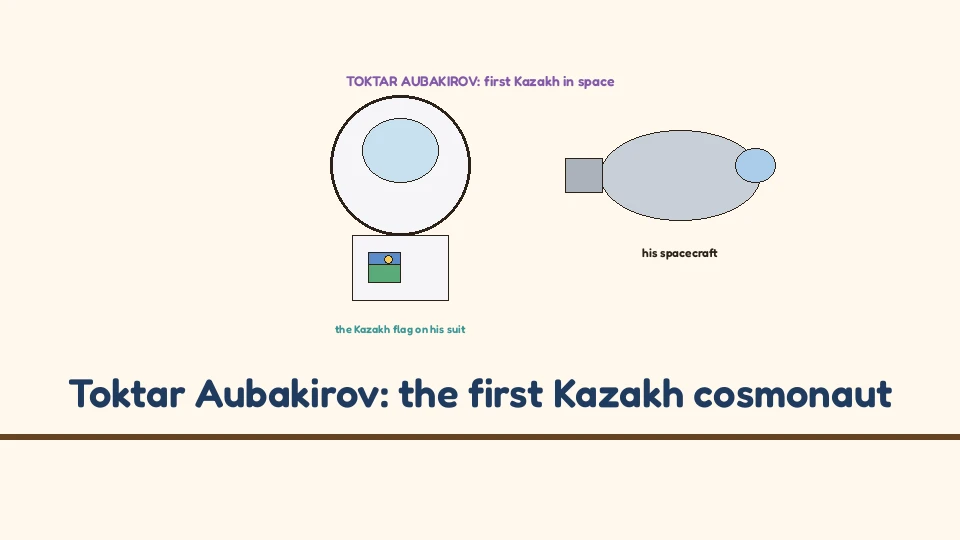 TOKTAR AUBAKIROV: first Kazakh in space
his spacecraft
the Kazakh flag on his suit
Toktar Aubakirov: the first Kazakh cosmonaut